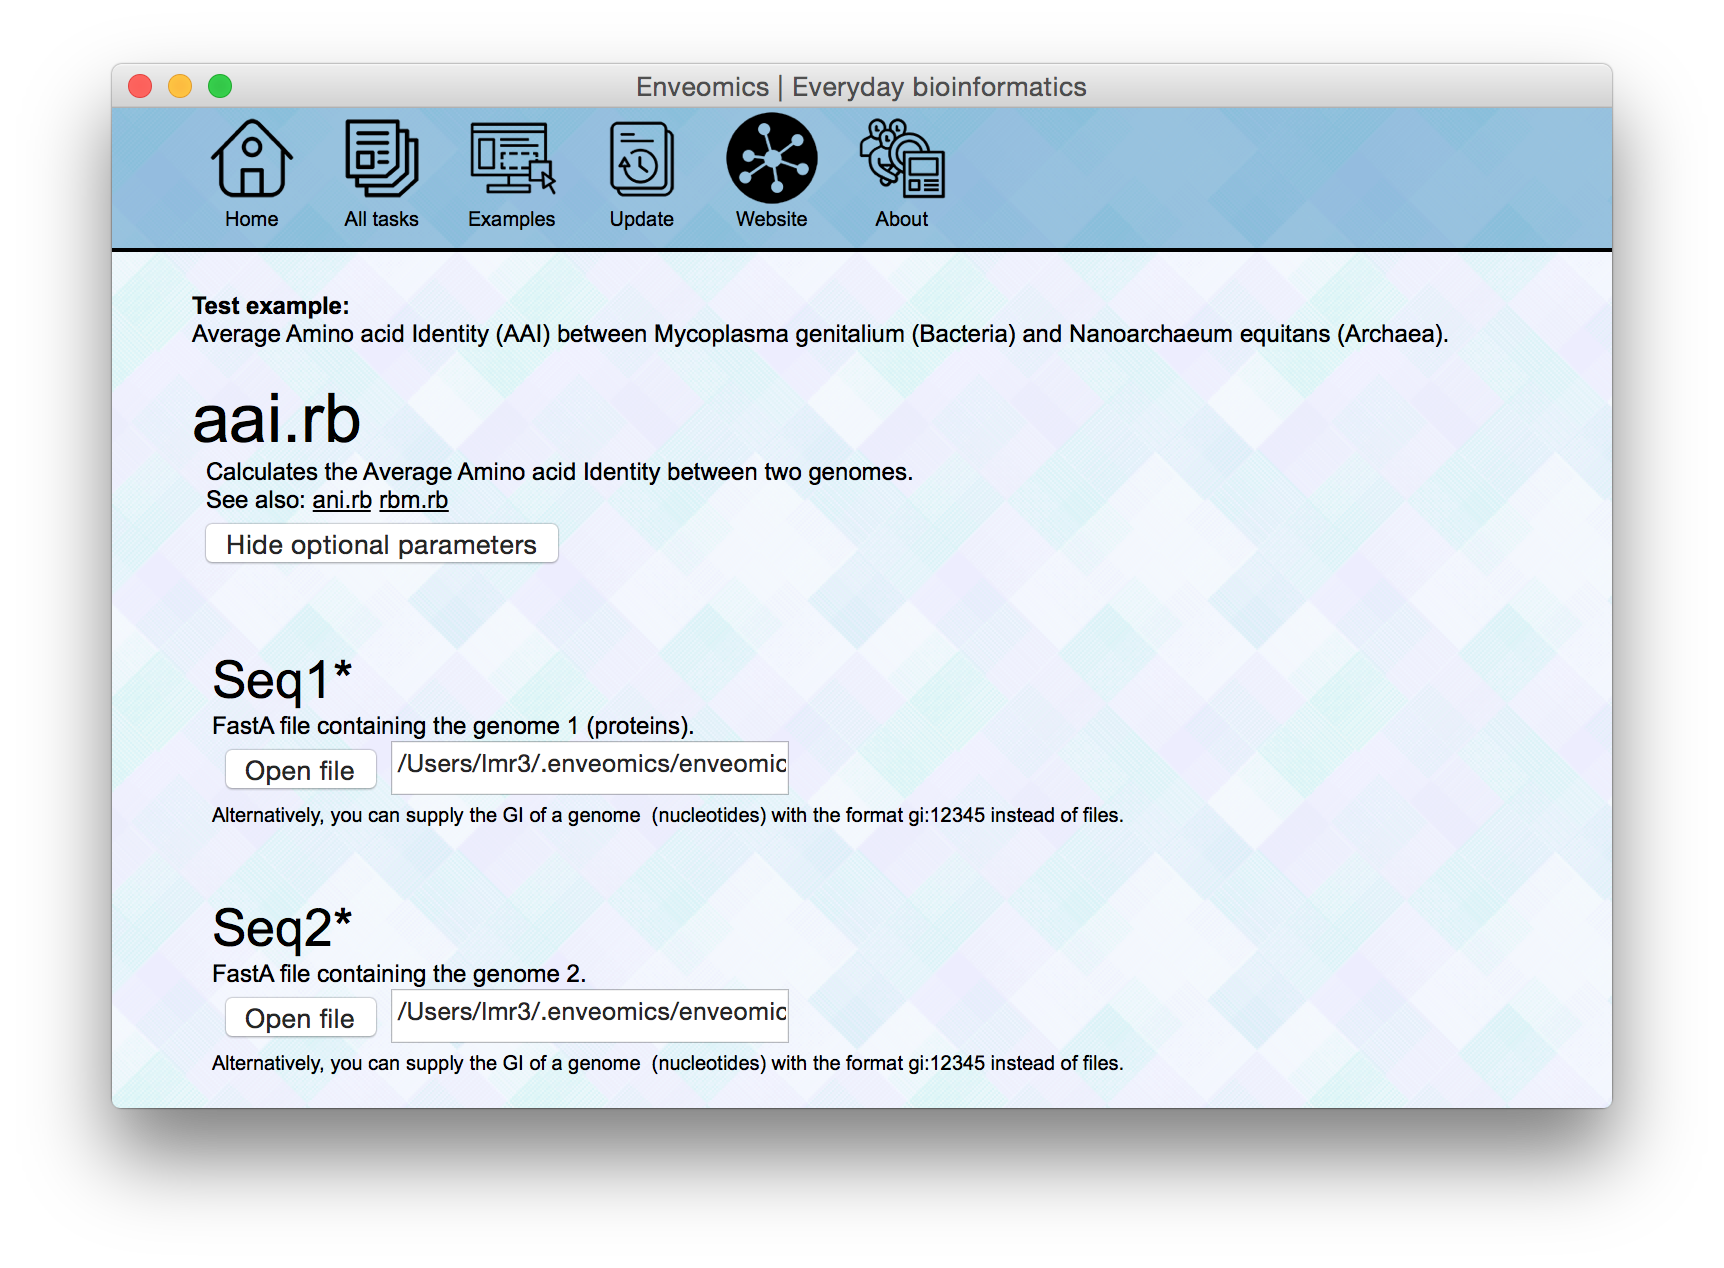 Enveomics | Everyday bioinformatics
Home All tasks Examples Update Website About
Test example:
Average Amino acid Identity (AAI) between Mycoplasma genitalium (Bacteria) and Nanoarchaeum equitans (Archaea).
aai.rb
Calculates the Average Amino acid Identity between two genomes.
See also: ani.rb rbm.rb
Hide optional parameters
Seq1*
FastA file containing the genome 1 (proteins).
Open file /Users/lmr3/.enveomics/enveomic
Alternatively, you can supply the GI of a genome (nucleotides) with the format gi:12345 instead of files.
Seq2*
FastA file containing the genome 2.
Open file /Users/lmr3/.enveomics/enveomic
Alternatively, you can supply the GI of a genome (nucleotides) with the format gi:12345 instead of files.